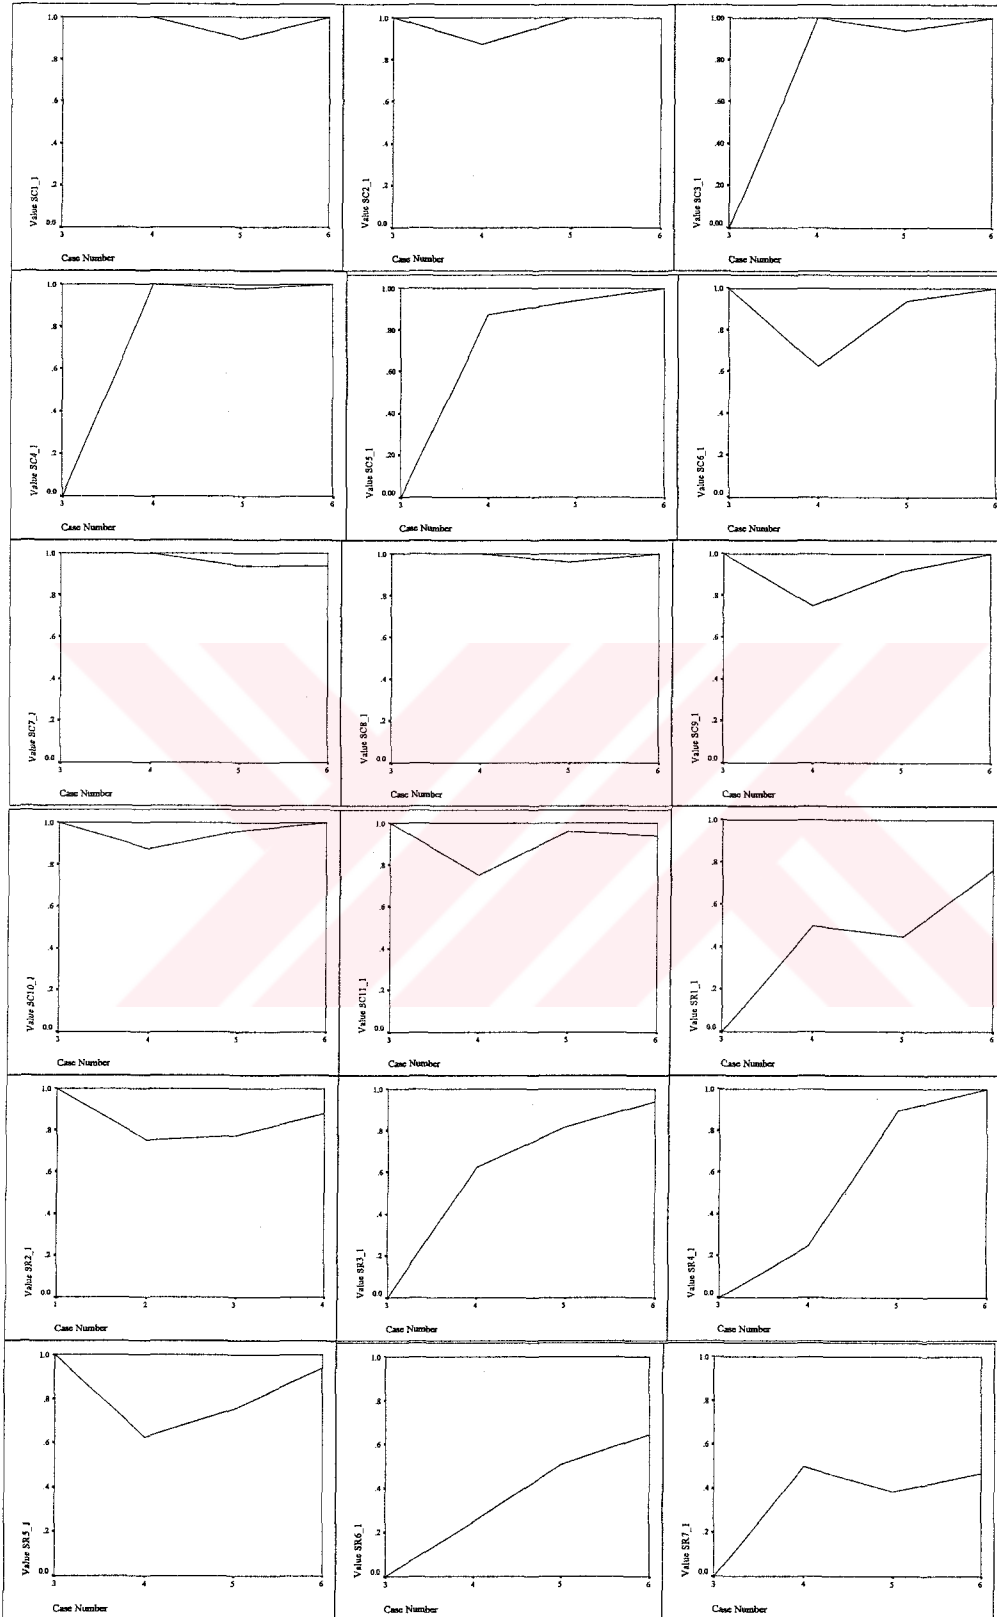 Value SC1_1
1.0
.8
.6
.4
.2
0.0
3 4 5 6
Case Number
Value SC2_1
1.0
.8
.6
.4
.2
0.0
3 4 5 6
Case Number
Value SC3_1
1.00
.80
.60
.40
.20
.00
3 4 5 6
Case Number
Value SC4_1
1.0
.8
.6
.4
.2
0.0
3 4 5 6
Case Number
Value SC5_1
1.00
.80
.60
.40
.20
0.00
3 4 5 6
Case Number
Value SC6_1
1.0
.8
.6
.4
.2
0.0
3 4 5 6
Case Number
Value SC7_1
1.0
.8
.6
.4
.2
0.0
3 4 5 6
Case Number
Value SC8_1
1.0
.8
.6
.4
.2
0.0
3 4 5 6
Case Number
Value SC9_1
1.0
.8
.6
.4
.2
0.0
3 4 5 6
Case Number
Value SC10_1
1.0
.8
.6
.4
.2
0.0
3 4 5 6
Case Number
Value SC11_1
1.0
.8
.6
.4
.2
0.0
3 4 5 6
Case Number
Value SR1_1
1.0
.8
.6
.4
.2
0.0
3 4 5 6
Case Number
Value SR2_1
1.0
.8
.6
.4
.2
0.0
1 2 3 4
Case Number
Value SR3_1
1.0
.8
.6
.4
.2
0.0
3 4 5 6
Case Number
Value SR4_1
1.0
.8
.6
.4
.2
0.0
3 4 5 6
Case Number
Value SR5_1
1.0
.8
.6
.4
.2
0.0
3 4 5 6
Case Number
Value SR6_1
1.0
.8
.6
.4
.2
0.0
3 4 5 6
Case Number
Value SR7_1
1.0
.8
.6
.4
.2
0.0
3 4 5 6
Case Number